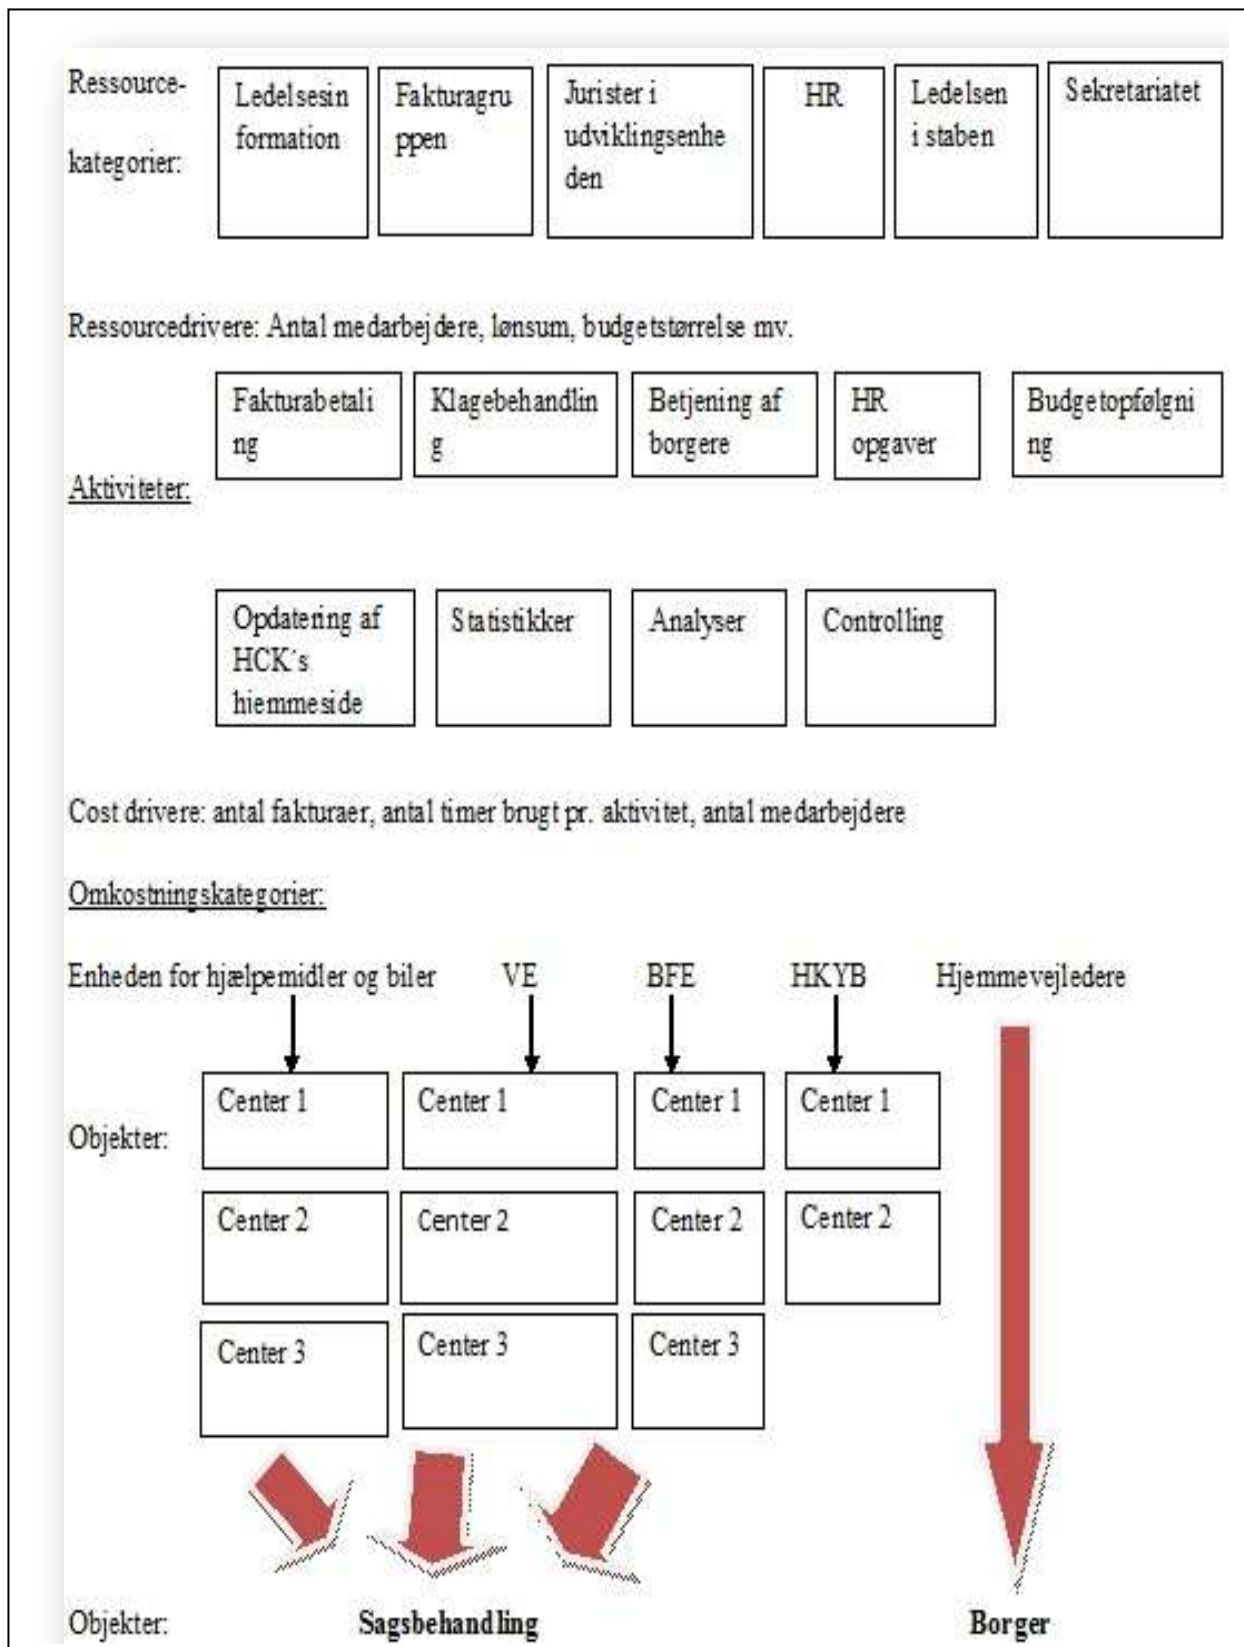 Ressource-
kategorier:
Ledelsesin
formation
Fakturagru
ppen
Jurister i
udviklingsenhe
den
HR
Ledelsen
i staben
Sekretariatet
Ressourcedrivere: Antal medarbejdere, lønsum, budgetstørrelse mv.
Aktiviteter:
Fakturabetali
ng
Klagebehandlin
g
Betjening af
borgere
HR
opgaver
Budgetopfølgni
ng
Opdatering af
HCK´s
hjemmeside
Statistikker
Analyser
Controlling
Cost drivere: antal fakturaer, antal timer brugt pr. aktivitet, antal medarbejdere
Omkostningskategorier:
Enheden for hjælpemidler og biler VE BFE HKYB Hjemmevejledere
Objekter:
Center 1 Center 1 Center 1 Center 1
Center 2 Center 2 Center 2 Center 2
Center 3 Center 3 Center 3
Objekter: Sagsbehandling Borger